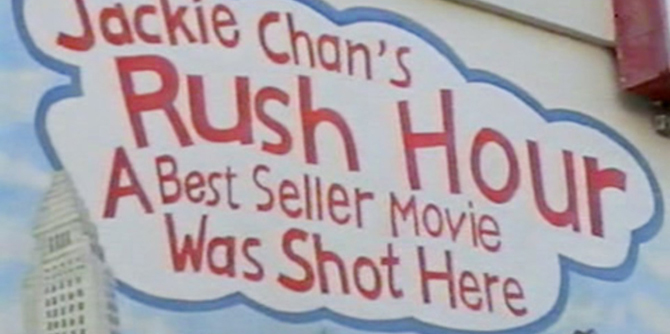 Jackie Chan's
Rush Hour
A Best Seller Movie
Was Shot Here